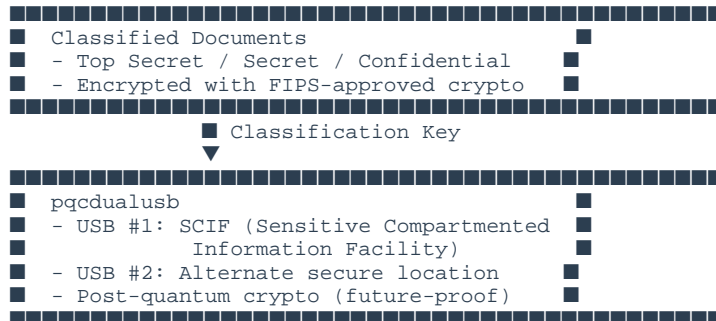 Classified Documents
- Top Secret / Secret / Confidential
- Encrypted with FIPS-approved crypto
Classification Key
pqcdualusb
- USB #1: SCIF (Sensitive Compartmented
Information Facility)
- USB #2: Alternate secure location
- Post-quantum crypto (future-proof)